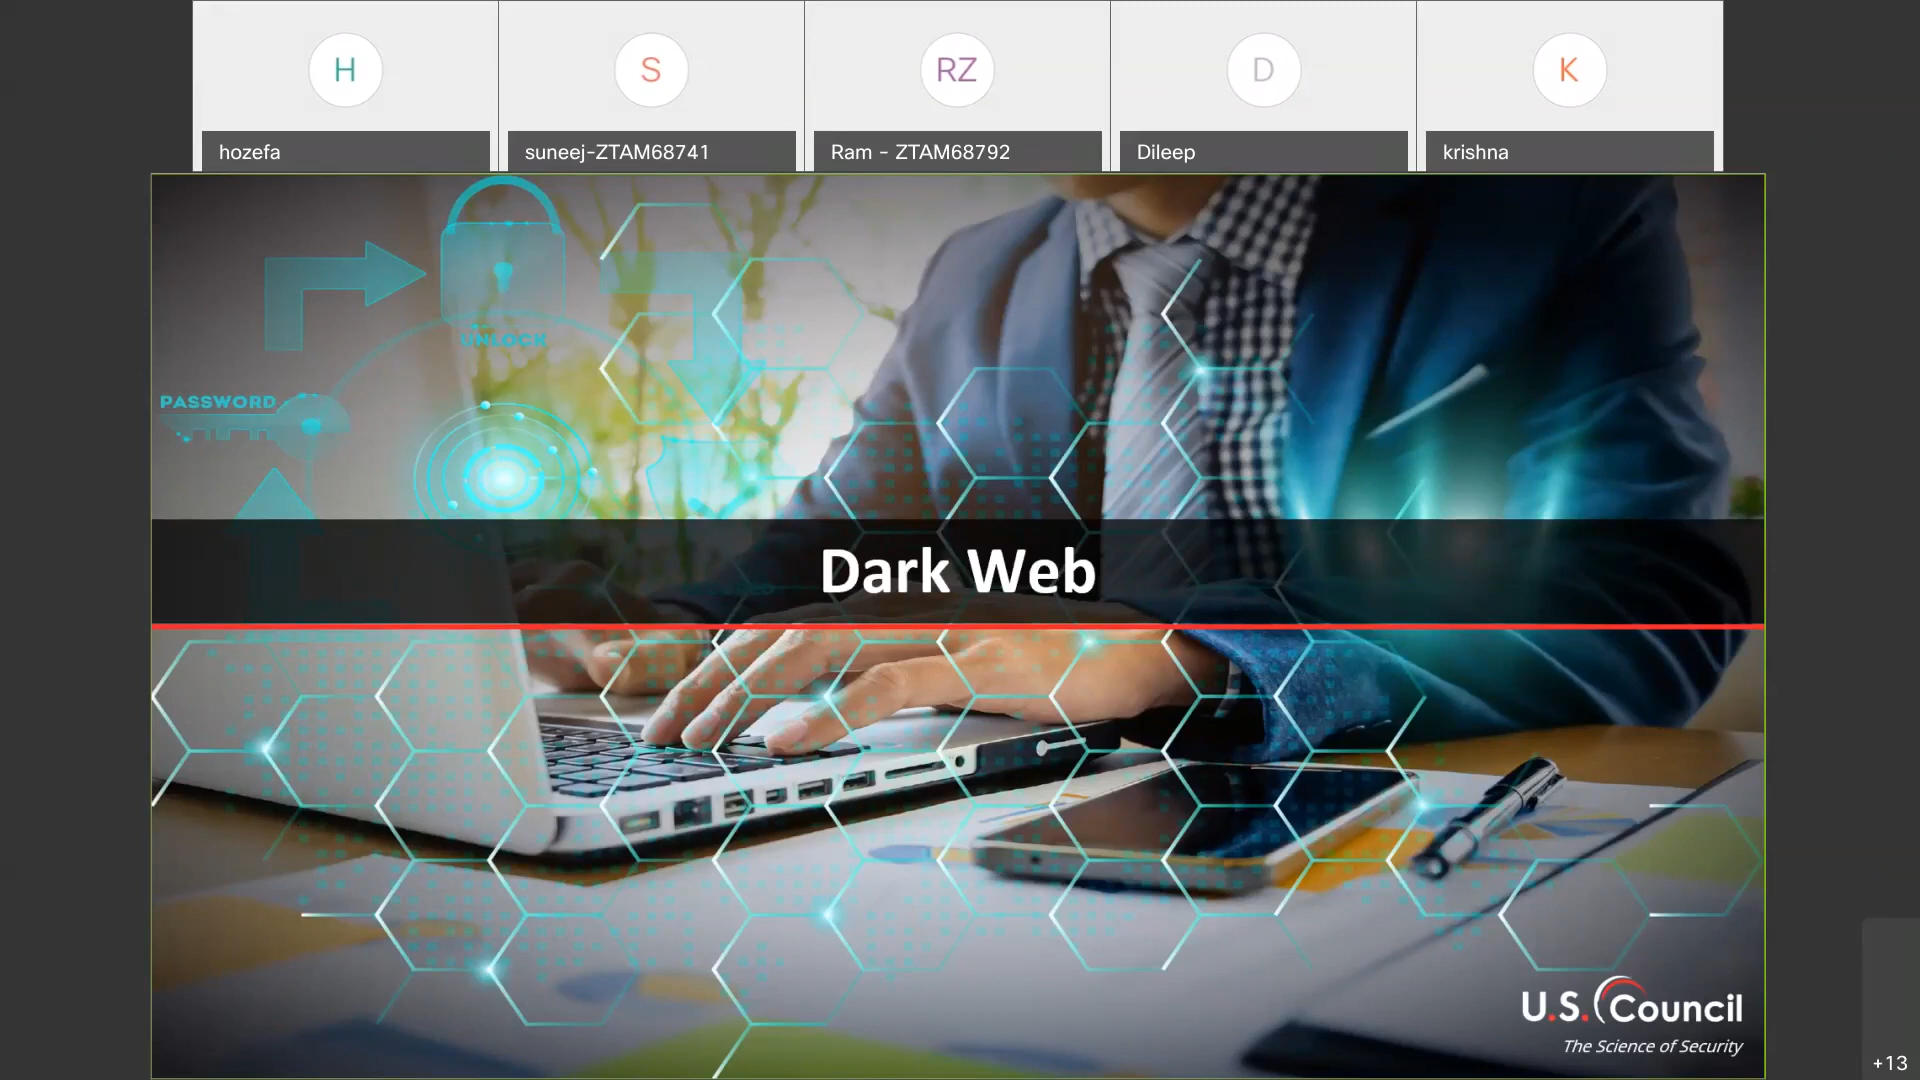 H
S
RZ
D
K
hozefa
suneej-ZTAM68741
Ram - ZTAM68792
Dileep
krishna
UNLOCK
PASSWORD
Dark Web
U.S. Council
The Science of Security
+13